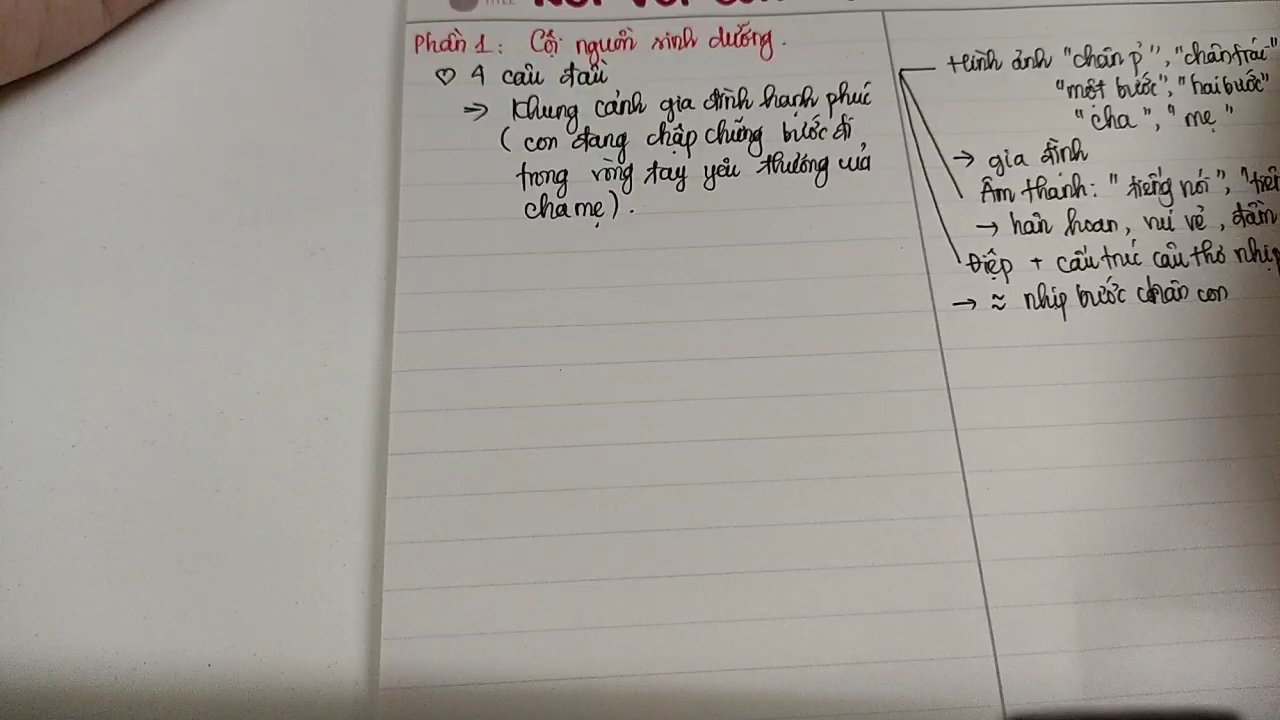 Phần 1: Cội nguồn sinh dưỡng.
♡ 4 câu đầu
=> Khung cảnh gia đình hạnh phúc
( con đang chập chững bước đi
trong vòng tay yêu thương của
cha mẹ).
Hình ảnh "chân p̉", "chân trái"
"một bước", "hai bước"
"cha", "mẹ"
→ gia đình
Âm thanh: "tiếng nói",
→ hân hoan, vui vẻ, đầm
Điệp + cấu trúc câu thơ nhịp
→ ≈ nhịp bước chân con